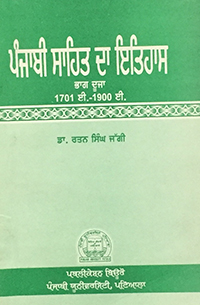 ਪੰਜਾਬੀ ਸਾਹਿਤ ਦਾ ਇਤਿਹਾਸ
ਭਾਗ ਦੂਜਾ
1701 ਈ.-1900 ਈ.
ਡਾ. ਰਤਨ ਸਿੰਘ ਜੱਗੀ
ਪਬਲੀਕੇਸ਼ਨ ਬਿਊਰੋ
ਪੰਜਾਬੀ ਯੂਨੀਵਰਸਿਟੀ, ਪਟਿਆਲਾ